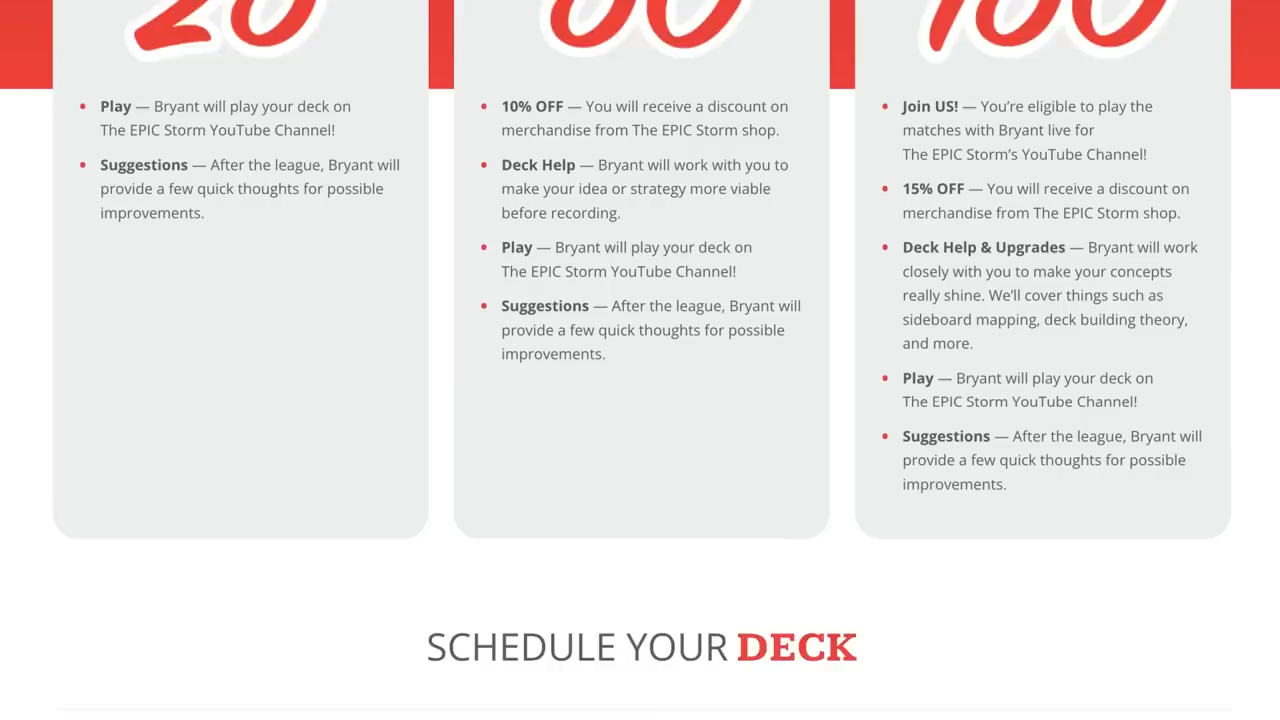 • Play — Bryant will play your deck on
The EPIC Storm YouTube Channel!
• Suggestions — After the league, Bryant will
provide a few quick thoughts for possible
improvements.
• 10% OFF — You will receive a discount on
merchandise from The EPIC Storm shop.
• Deck Help — Bryant will work with you to
make your idea or strategy more viable
before recording.
• Play — Bryant will play your deck on
The EPIC Storm YouTube Channel!
• Suggestions — After the league, Bryant will
provide a few quick thoughts for possible
improvements.
• Join US! — You’re eligible to play the
matches with Bryant live for
The EPIC Storm’s YouTube Channel!
• 15% OFF — You will receive a discount on
merchandise from The EPIC Storm shop.
• Deck Help & Upgrades — Bryant will work
closely with you to make your concepts
really shine. We’ll cover things such as
sideboard mapping, deck building theory,
and more.
• Play — Bryant will play your deck on
The EPIC Storm YouTube Channel!
• Suggestions — After the league, Bryant will
provide a few quick thoughts for possible
improvements.
SCHEDULE YOUR DECK